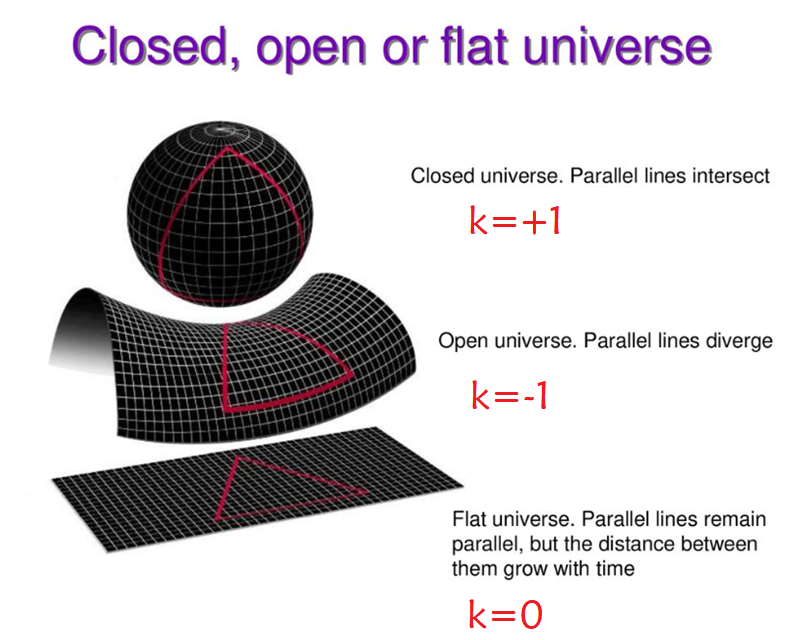 Closed, open or flat universe
Closed universe. Parallel lines intersect
k=+1
Open universe. Parallel lines diverge
k=-1
Flat universe. Parallel lines remain
parallel, but the distance between
them grow with time
k=0